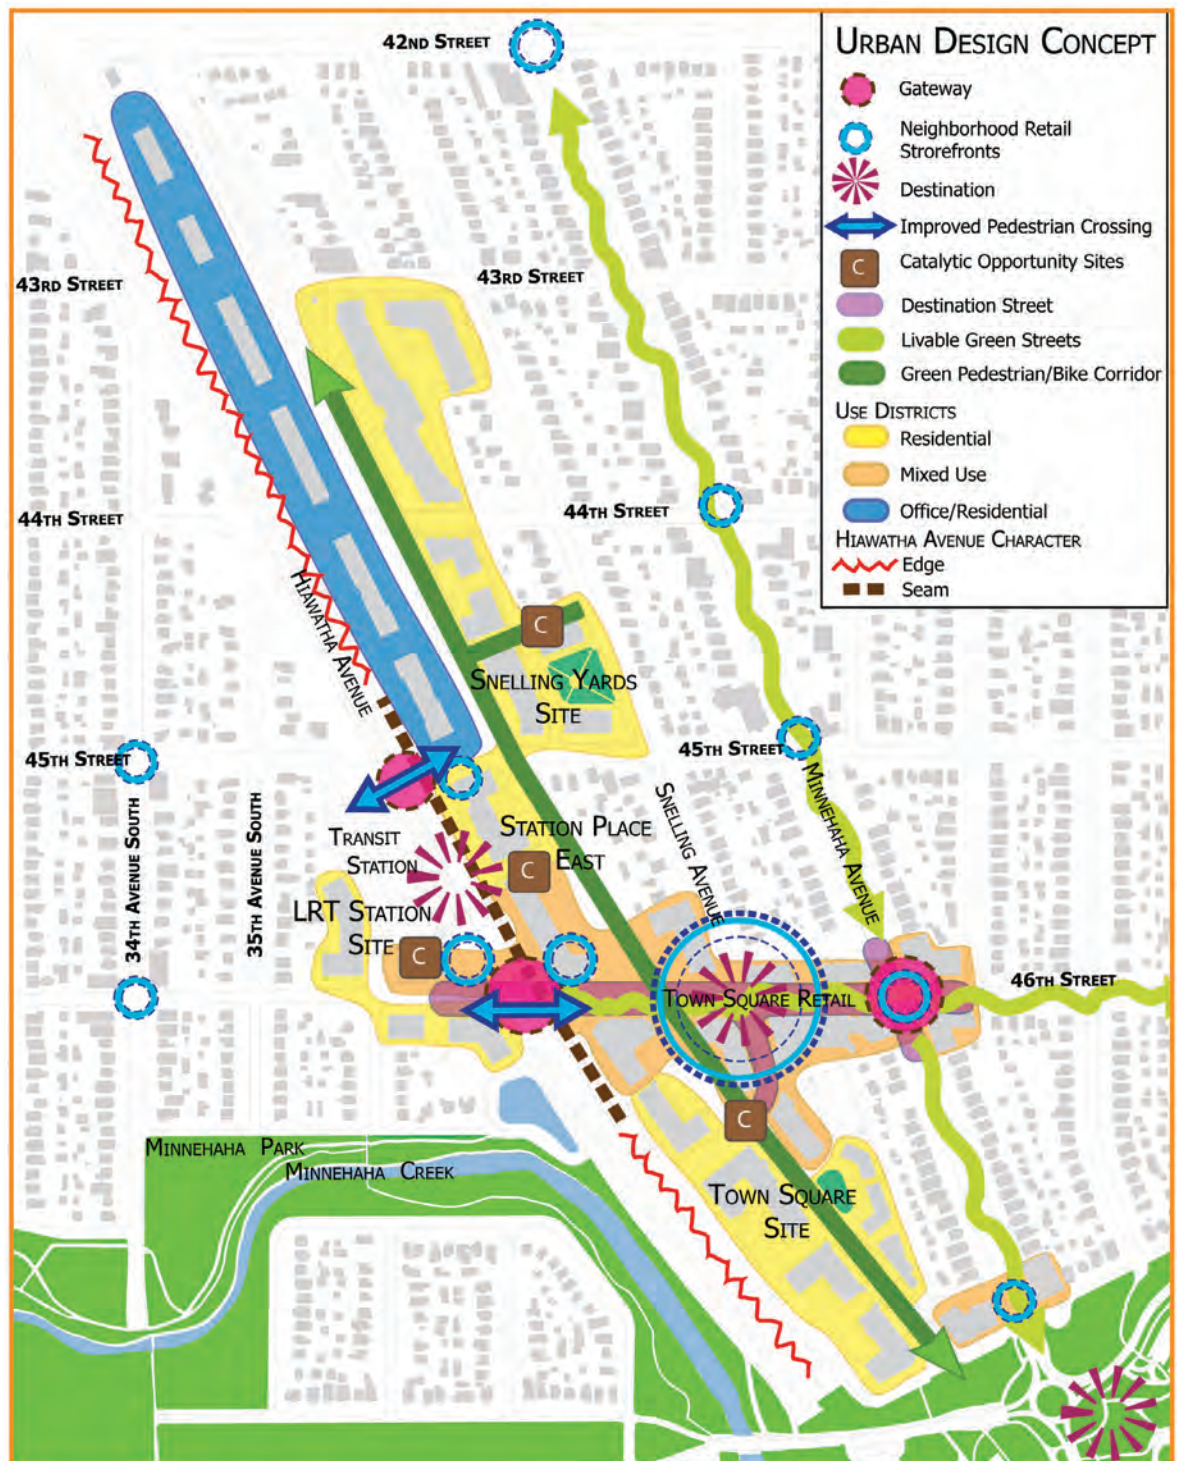 42nd Street
Urban Design Concept
Gateway
Neighborhood Retail
Strorefronts
Destination
Improved Pedestrian Crossing
C
Catalytic Opportunity Sites
Destination Street
Livable Green Streets
Green Pedestrian/Bike Corridor
Use Districts
Residential
Mixed Use
Office/Residential
Hiawatha Avenue Character
Edge
Seam
43rd Street
43rd Street
44th Street
44th Street
Hiawatha Avenue
C
Snelling Yards
Site
45th Street
45th Street
Minnehaha Avenue
Snelling Avenue
34th Avenue South
35th Avenue South
Transit
Station
Station Place
East
C
LRT Station
Site
C
46th Street
Town Square Retail
C
Minnehaha Park
Minnehaha Creek
Town Square
Site